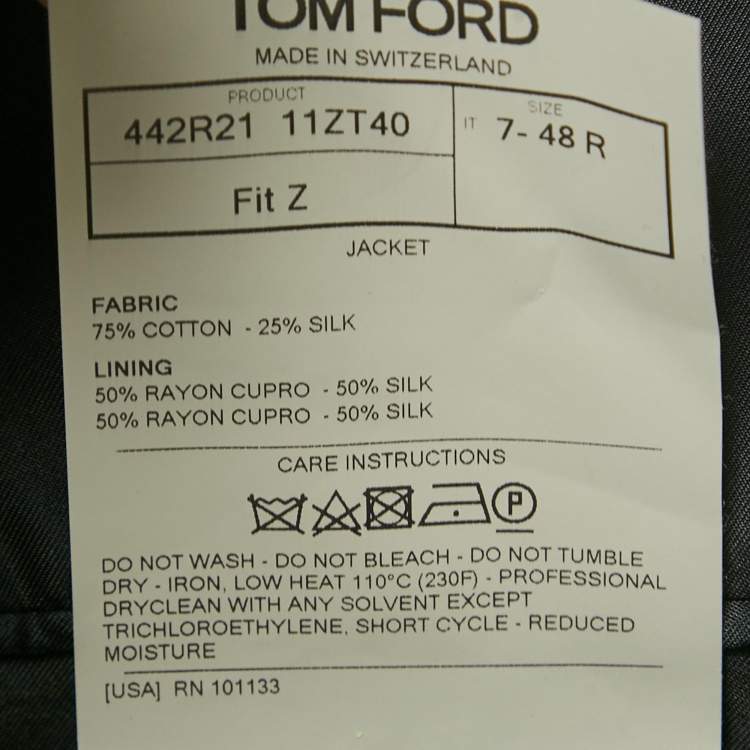 TOM FORD
MADE IN SWITZERLAND
PRODUCT
442R21 11ZT40
SIZE
IT 7- 48 R
Fit Z
JACKET
FABRIC
75% COTTON - 25% SILK
LINING
50% RAYON CUPRO - 50% SILK
50% RAYON CUPRO - 50% SILK
CARE INSTRUCTIONS
P
DO NOT WASH - DO NOT BLEACH - DO NOT TUMBLE
DRY - IRON, LOW HEAT 110°C (230F) - PROFESSIONAL
DRYCLEAN WITH ANY SOLVENT EXCEPT
TRICHLOROETHYLENE, SHORT CYCLE - REDUCED
MOISTURE
[USA] RN 101133